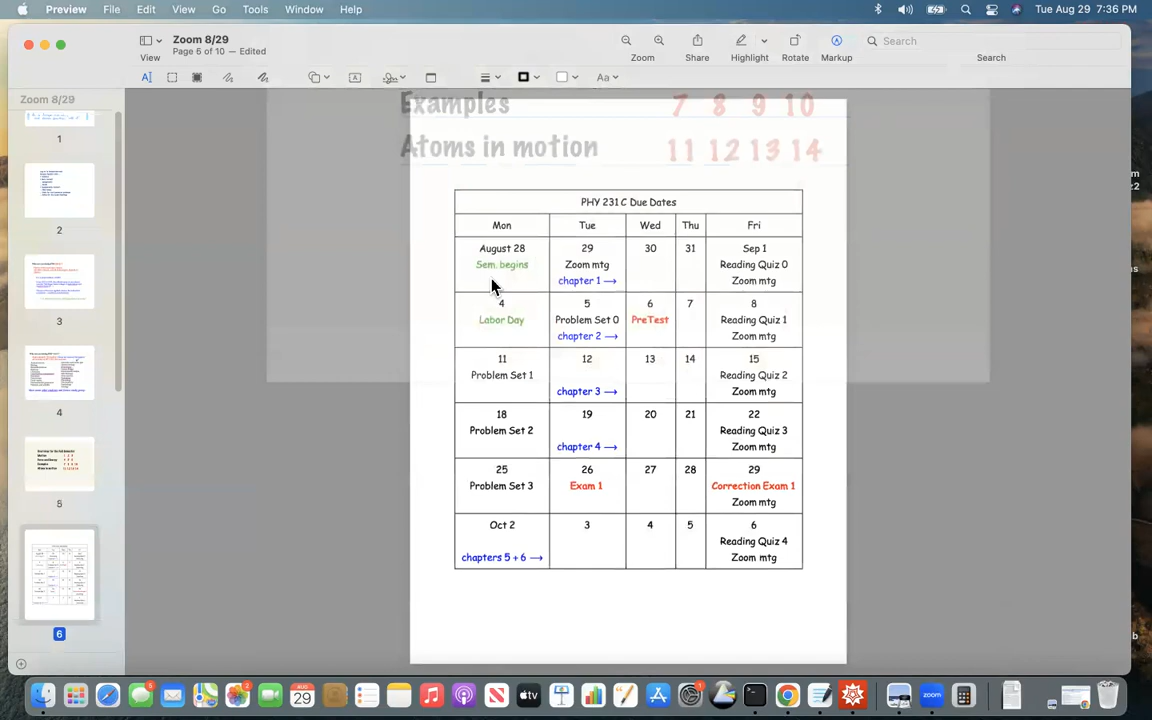 Preview File Edit View Go Tools Window Help Tue Aug 29 7:36 PM
Zoom 8/29
Page 6 of 10 — Edited
View Zoom Share Highlight Rotate Markup Search Search
Aa
Zoom 8/29
1
2
3
4
5
6
Examples 7 8 9 10
Atoms in motion 11 12 13 14
PHY 231C Due Dates
Mon Tue Wed Thu Fri
August 28 29 30 31 Sep 1
Sem. begins Zoom mtg Reading Quiz 0
chapter 1 → Zoom mtg
4 5 6 7 8
Labor Day Problem Set 0 PreTest Reading Quiz 1
chapter 2 → Zoom mtg
11 12 13 14 15
Problem Set 1 Reading Quiz 2
chapter 3 → Zoom mtg
18 19 20 21 22
Problem Set 2 Reading Quiz 3
chapter 4 → Zoom mtg
25 26 27 28 29
Problem Set 3 Exam 1 Correction Exam 1
Zoom mtg
Oct 2 3 4 5 6
Reading Quiz 4
chapters 5 + 6 → Zoom mtg